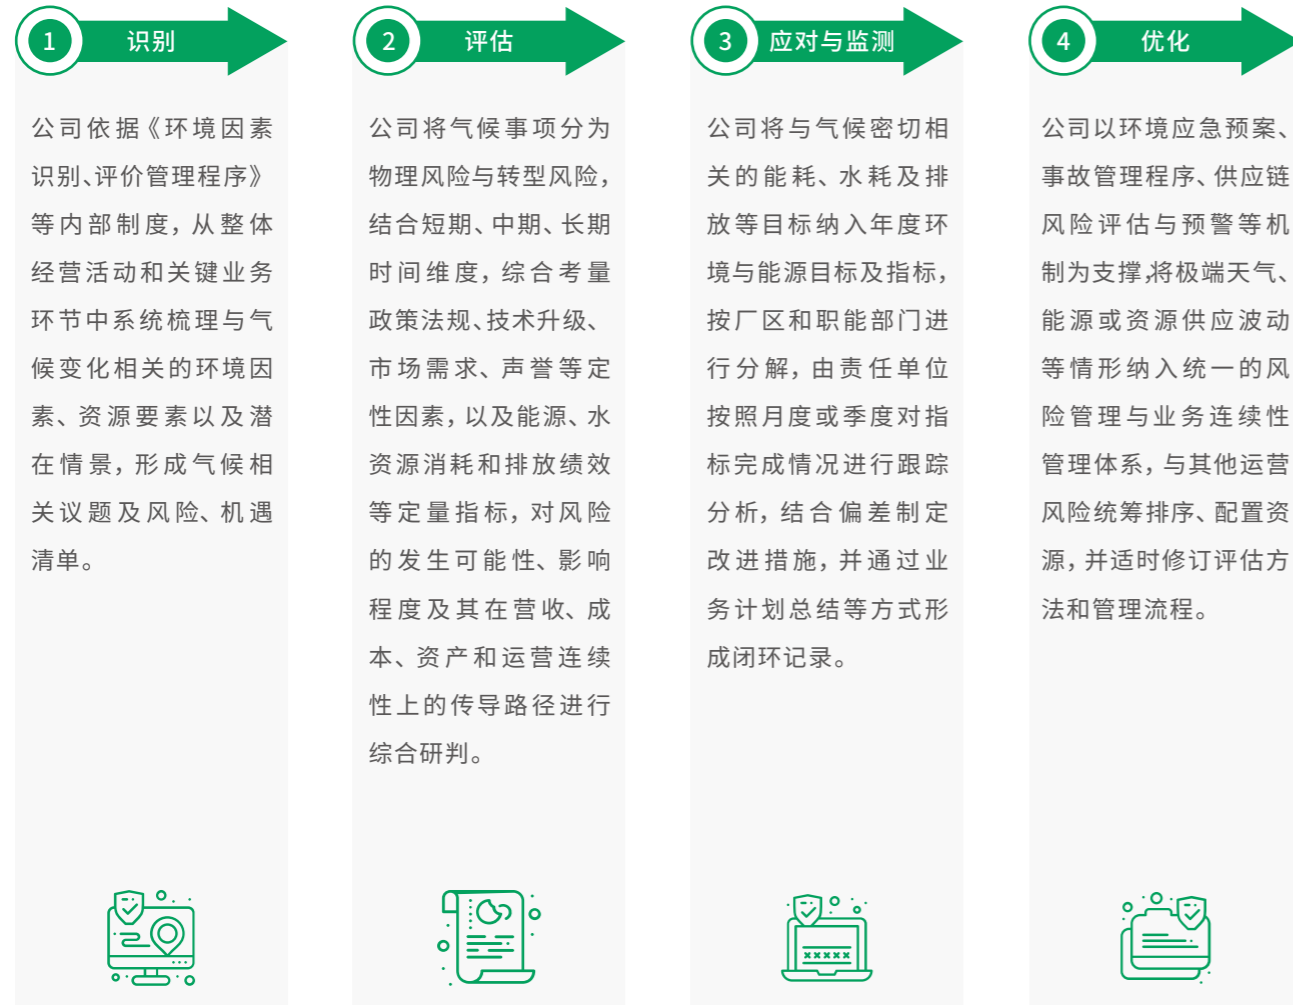 1 识别
公司依据《环境因素
识别、评价管理程序》
等内部制度，从整体
经营活动和关键业务
环节中系统梳理与气
候变化相关的环境因
素、资源要素以及潜
在情景，形成气候相
关议题及风险、机遇
清单。
2 评估
公司将气候事项分为
物理风险与转型风险，
结合短期、中期、长期
时间维度，综合考量
政策法规、技术升级、
市场需求、声誉等定
性因素，以及能源、水
资源消耗和排放绩效
等定量指标，对风险
的发生可能性、影响
程度及其在营收、成
本、资产和运营连续
性上的传导路径进行
综合研判。
3 应对与监测
公司将与气候密切相
关的能耗、水耗及排
放等目标纳入年度环
境与能源目标及指标，
按厂区和职能部门进
行分解，由责任单位
按照月度或季度对指
标完成情况进行跟踪
分析，结合偏差制定
改进措施，并通过业
务计划总结等方式形
成闭环记录。
4 优化
公司以环境应急预案、
事故管理程序、供应链
风险评估与预警等机
制为支撑，将极端天气、
能源或资源供应波动
等情形纳入统一的风
险管理与业务连续性
管理体系，与其他运营
风险统筹排序、配置资
源，并适时修订评估方
法和管理流程。